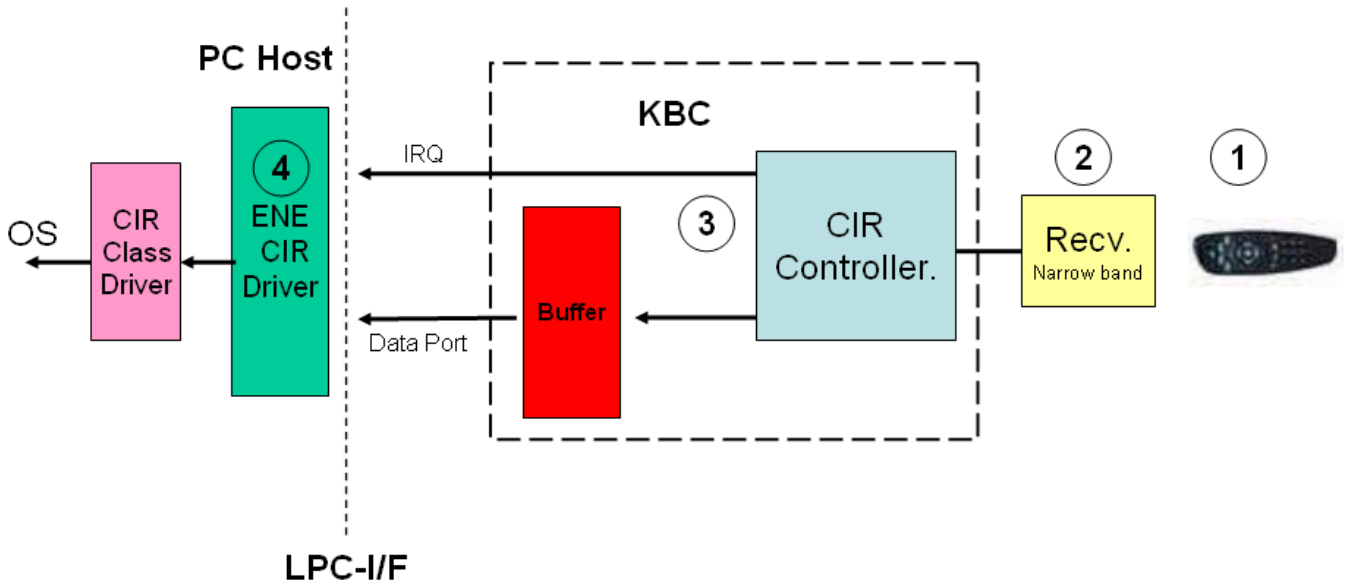 PC Host
KBC
IRQ
4
ENE
CIR
Driver
CIR
Class
Driver
OS
3
CIR
Controller.
2
1
Recv.
Narrow band
Buffer
Data Port
LPC-I/F